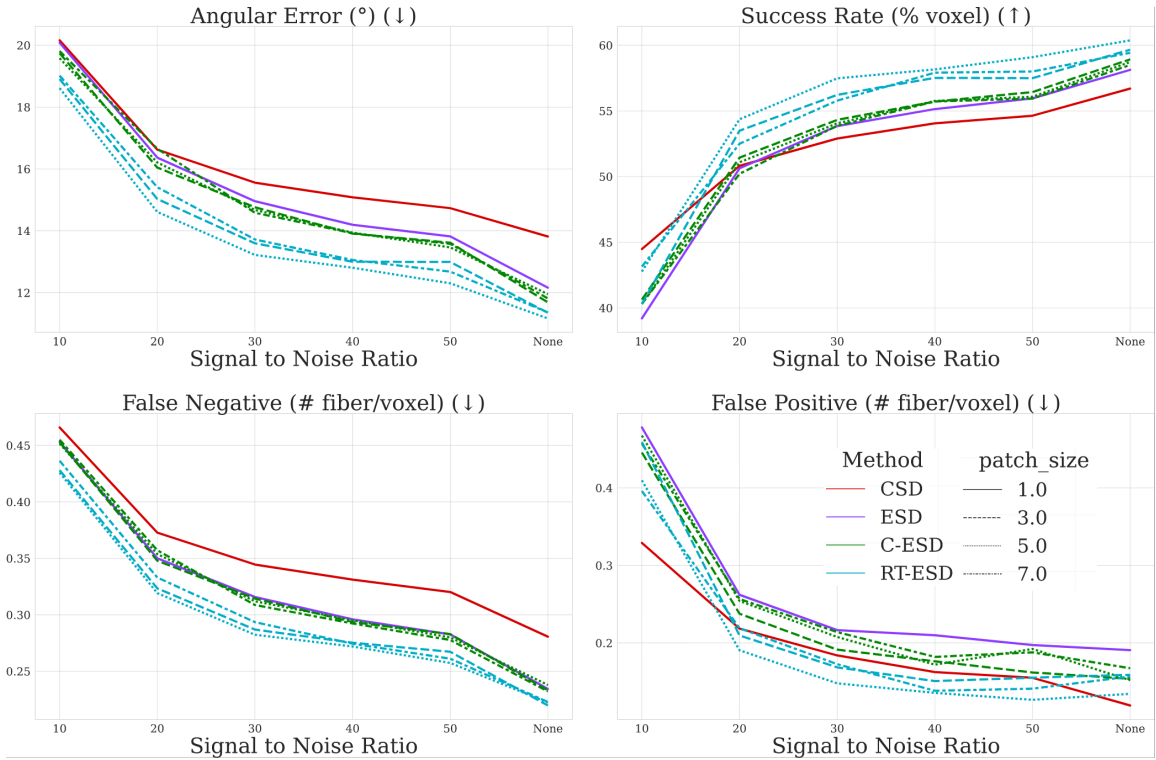 Angular Error (°) (↓)
20
18
16
14
12
10 20 30 40 50 None
Signal to Noise Ratio
Success Rate (% voxel) (↑)
60
55
50
45
40
10 20 30 40 50 None
Signal to Noise Ratio
False Negative (# fiber/voxel) (↓)
0.45
0.40
0.35
0.30
0.25
10 20 30 40 50 None
Signal to Noise Ratio
False Positive (# fiber/voxel) (↓)
0.4
0.3
0.2
Method patch_size
CSD 1.0
ESD 3.0
C-ESD 5.0
RT-ESD 7.0
10 20 30 40 50 None
Signal to Noise Ratio